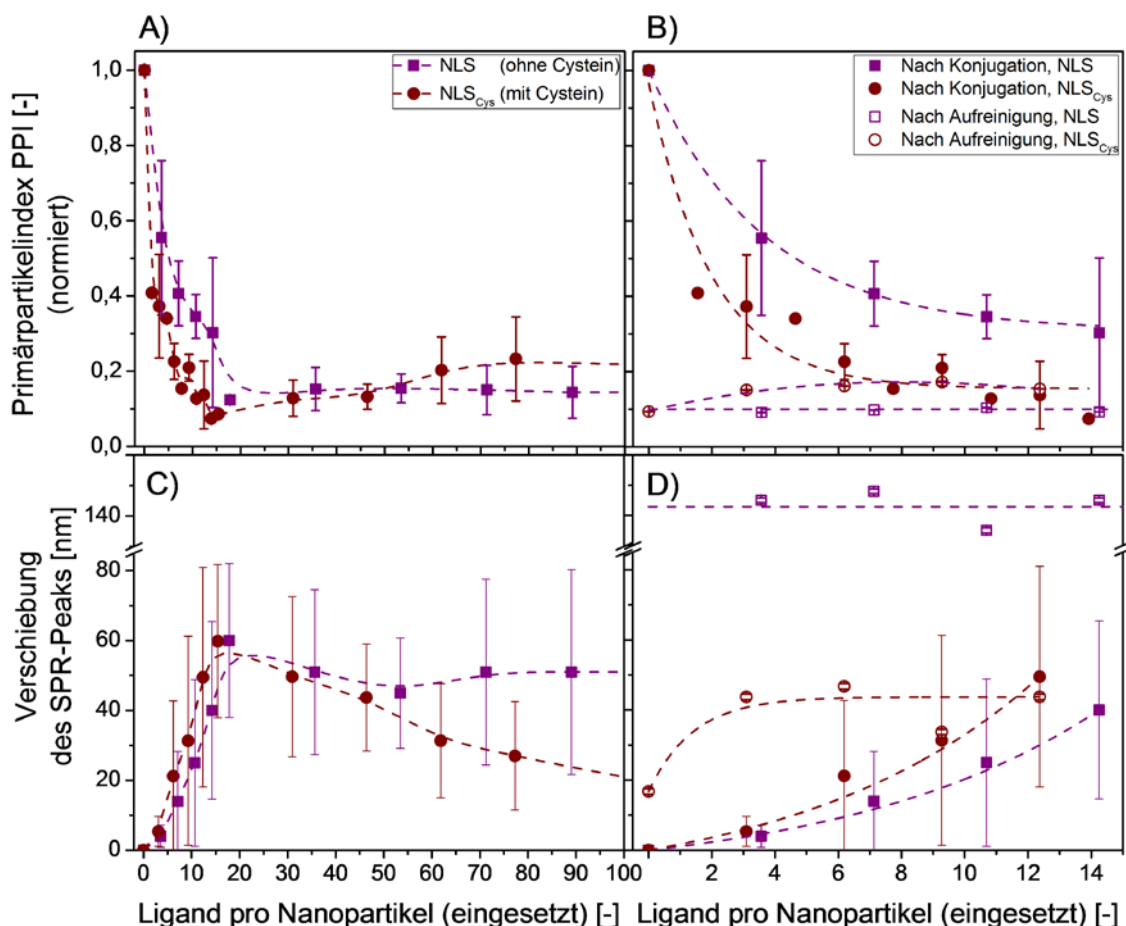 A)
NLS (ohne Cystein)
NLSCys (mit Cystein)
B)
Nach Konjugation, NLS
Nach Konjugation, NLSCys
Nach Aufreinigung, NLS
Nach Aufreinigung, NLSCys
Primärpartikelindex PPI [-]
(normiert)
1,0
0,8
0,6
0,4
0,2
0,0
C)
D)
Verschiebung
des SPR-Peaks [nm]
140
80
60
40
20
0
0 10 20 30 40 50 60 70 80 90 100
0 2 4 6 8 10 12 14
Ligand pro Nanopartikel (eingesetzt) [-]
Ligand pro Nanopartikel (eingesetzt) [-]